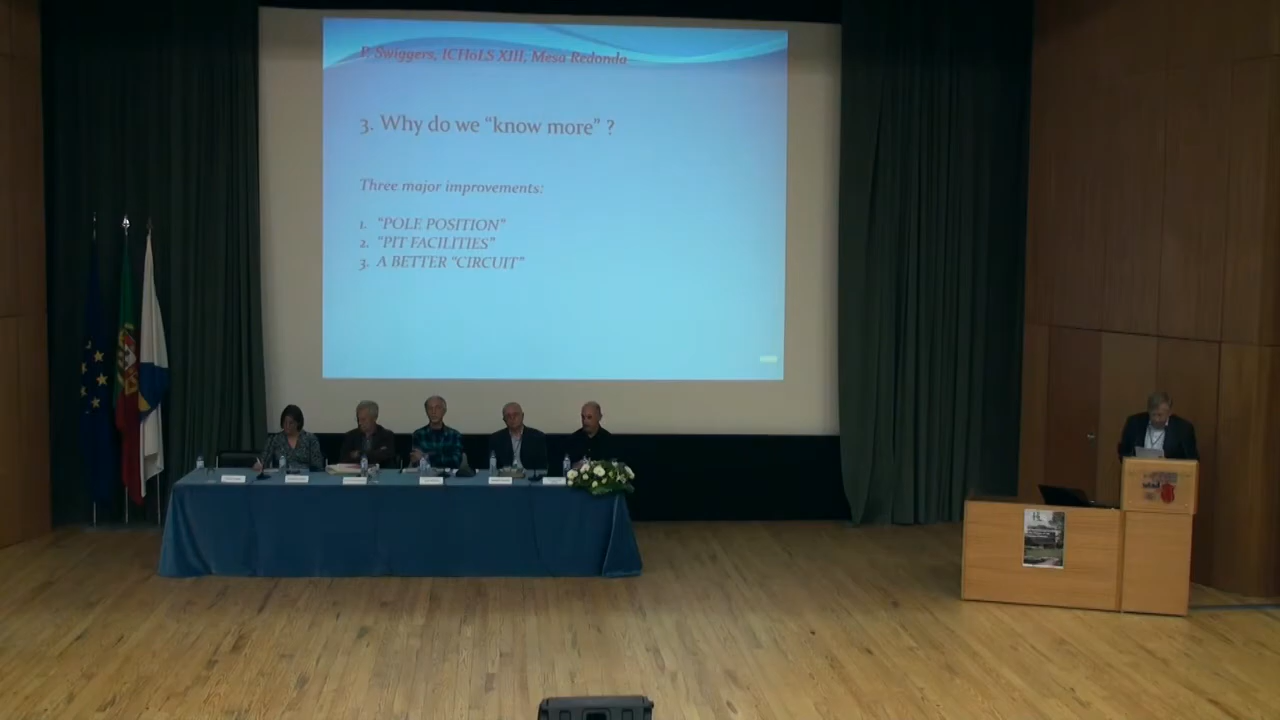 P. Swiggers, ICHoLS XIII, Mesa Redonda
3. Why do we “know more” ?
Three major improvements:
1. “POLE POSITION”
2. “PIT FACILITIES”
3. A BETTER “CIRCUIT”
utad